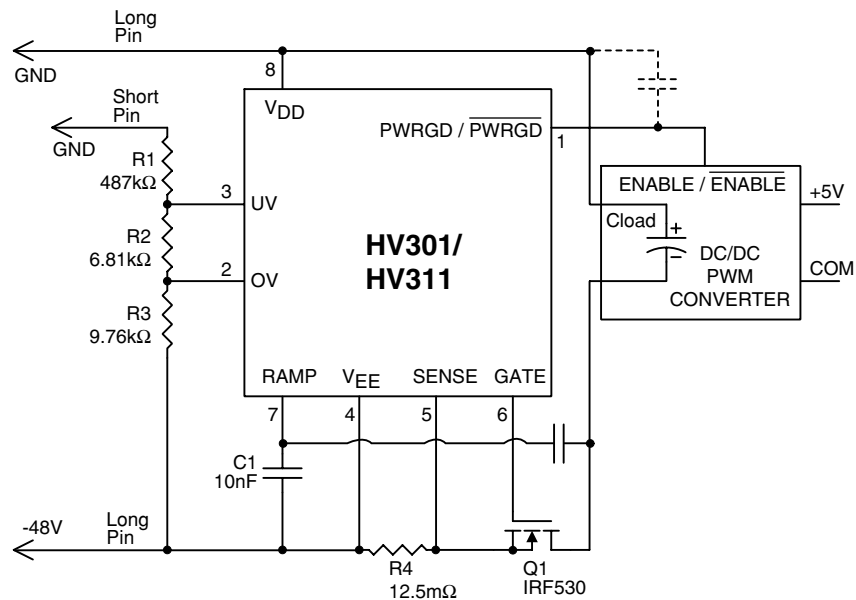 Long
Pin
GND
8
VDD
Short
Pin
GND
PWRGD / PWRGD
1
R1
487kΩ
ENABLE / ENABLE
+5V
3
UV
Cload
+
R2
6.81kΩ
HV301/
HV311
−
DC/DC
PWM
CONVERTER
COM
2
OV
R3
9.76kΩ
RAMP
VEE
SENSE
GATE
7
4
5
6
C1
10nF
-48V
Long
Pin
R4
12.5mΩ
Q1
IRF530